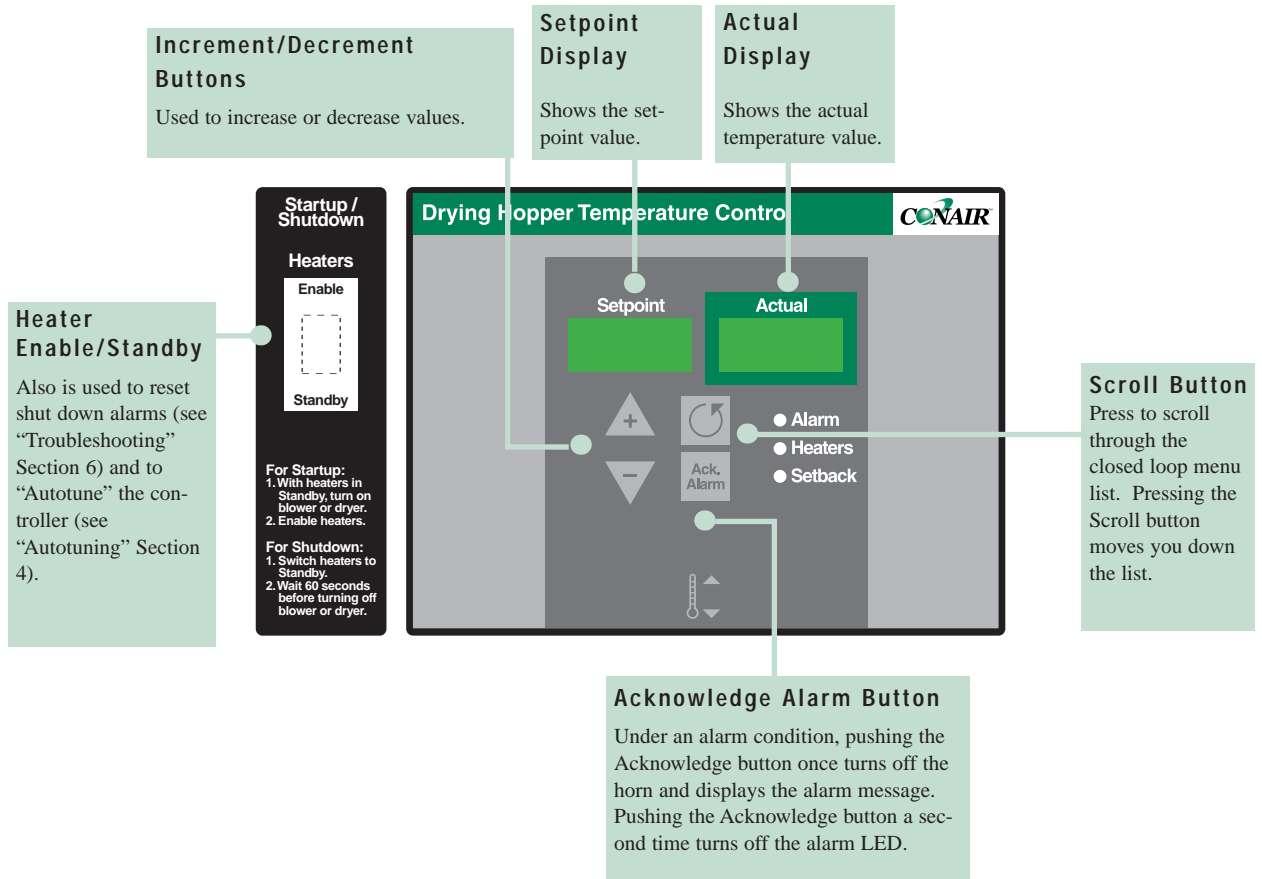 Increment/Decrement
Buttons
Used to increase or decrease values.
Setpoint
Display
Shows the set-
point value.
Actual
Display
Shows the actual
temperature value.
Startup /
Shutdown
Heaters
Enable
Standby
For Startup:
1. With heaters in
Standby, turn on
blower or dryer.
2. Enable heaters.
For Shutdown:
1. Switch heaters to
Standby.
2. Wait 60 seconds
before turning off
blower or dryer.
Drying Hopper Temperature Control
CONAIR
Setpoint
Actual
+
−
Ack.
Alarm
Alarm
Heaters
Setback
Heater
Enable/Standby
Also is used to reset
shut down alarms (see
“Troubleshooting”
Section 6) and to
“Autotune” the con-
troller (see
“Autotuning” Section
4).
Scroll Button
Press to scroll
through the
closed loop menu
list. Pressing the
Scroll button
moves you down
the list.
Acknowledge Alarm Button
Under an alarm condition, pushing the
Acknowledge button once turns off the
horn and displays the alarm message.
Pushing the Acknowledge button a sec-
ond time turns off the alarm LED.